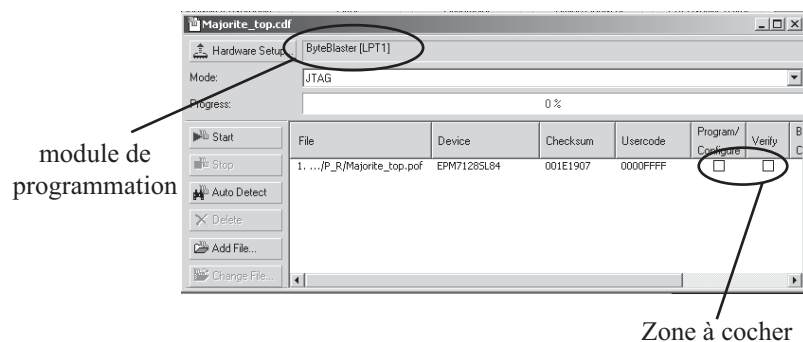 Majorite_top.cdf
Hardware Setup... ByteBlaster [LPT1]
Mode: JTAG
Progress: 0 %
Start
Stop
Auto Detect
Delete
Add File...
Change File...
File Device Checksum Usercode Program/ Configure Verify
1. .../P_R/Majorite_top.pof EPM7128SL84 001E1907 0000FFFF
module de
programmation
Zone à cocher